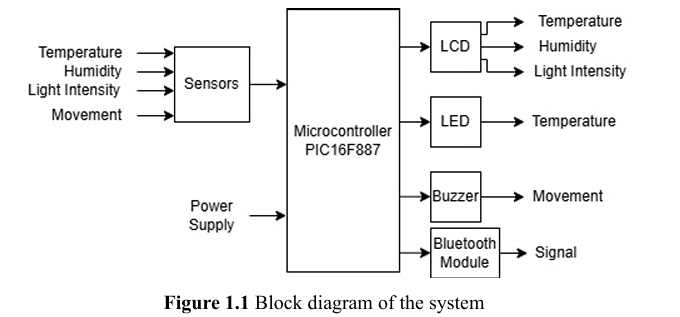 Temperature
Humidity
Light Intensity
Movement
Sensors
Power
Supply
Microcontroller
PIC16F887
LCD
Temperature
Humidity
Light Intensity
LED
Temperature
Buzzer
Movement
Bluetooth
Module
Signal
Figure 1.1 Block diagram of the system